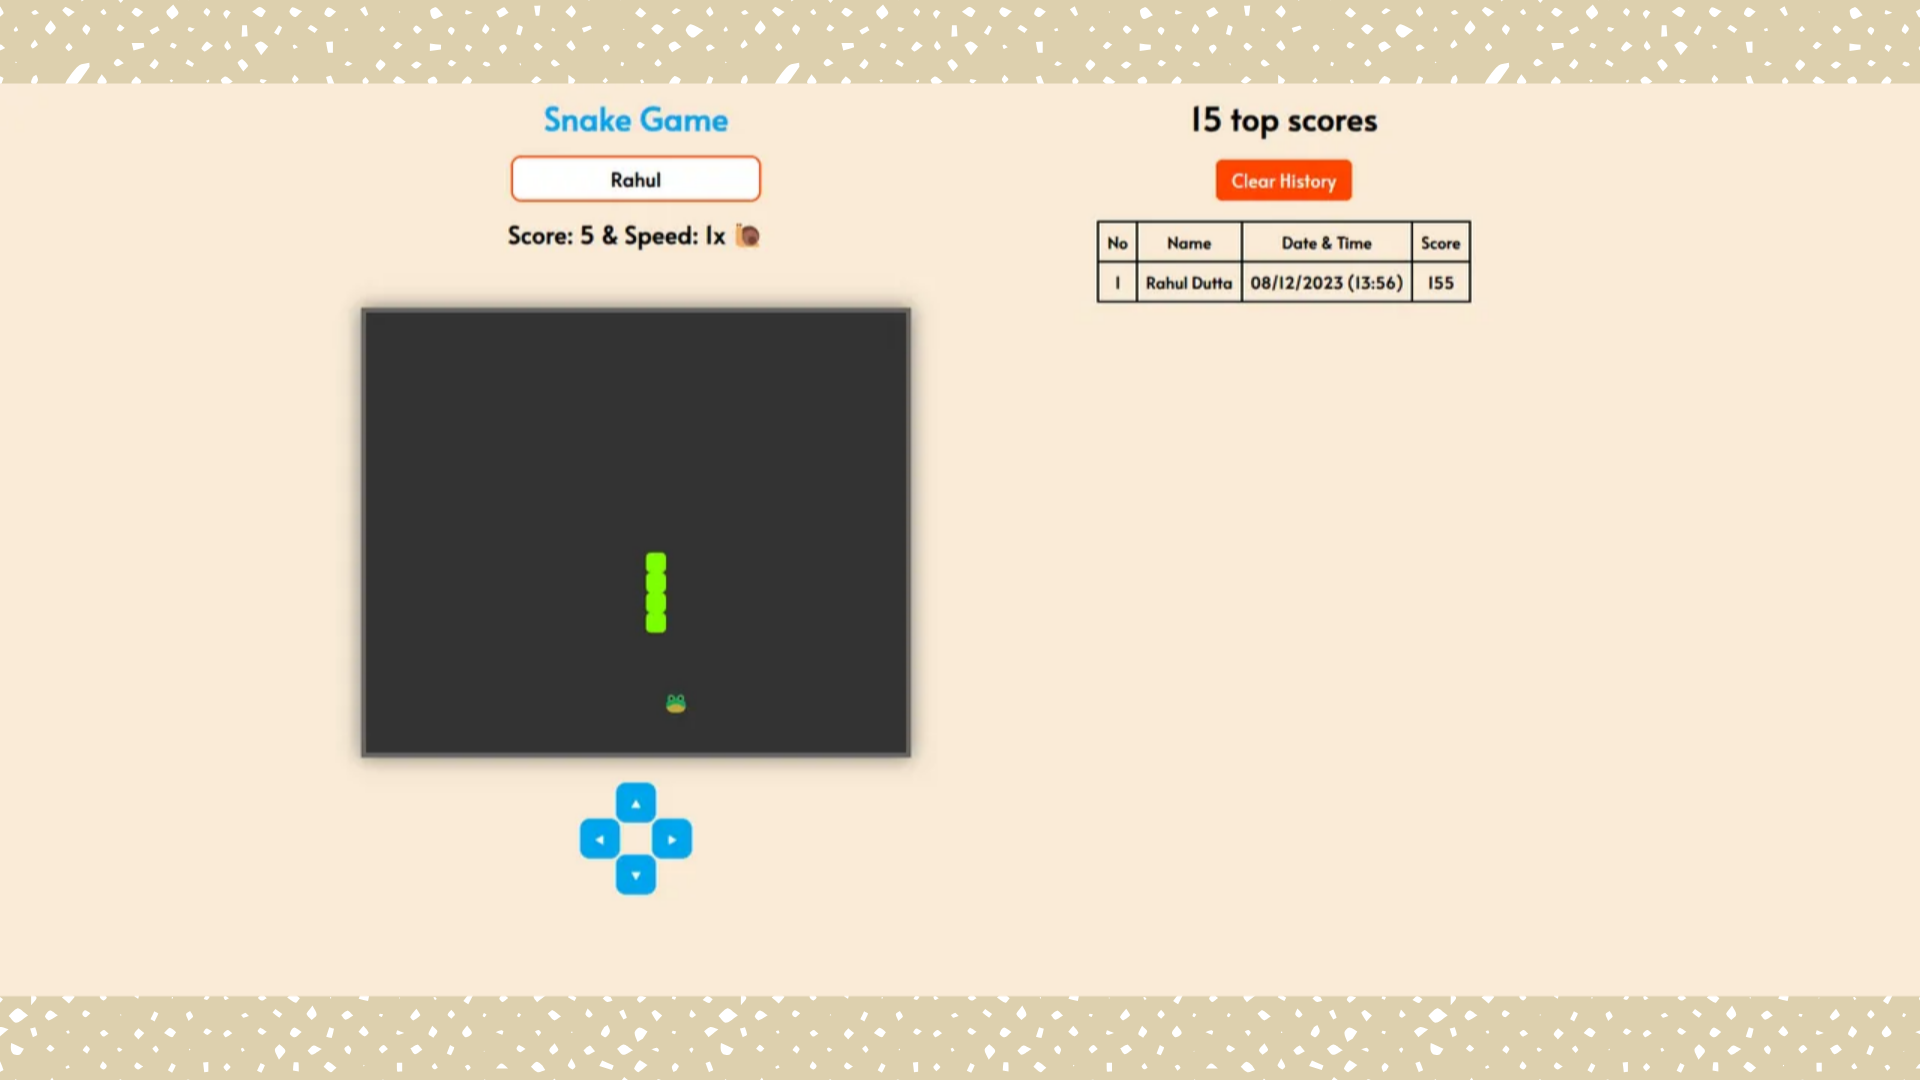 Snake Game
Rahul
Score: 5 & Speed: 1x
15 top scores
Clear History
No Name Date & Time Score
1 Rahul Dutta 08/12/2023 (13:56) 155